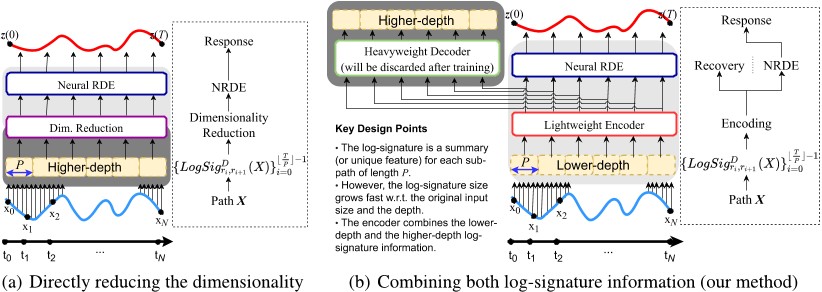 z(0)
z(T)
Neural RDE
Dim. Reduction
P
Higher-depth
x0
x1
x2
xN
t0
t1
t2
...
tN
Response
NRDE
Dimensionality
Reduction
{LogSig^D_{r_i,r_{i+1}}(X)}_{i=0}^{⌊T/P⌋-1}
Path X
(a) Directly reducing the dimensionality
Higher-depth
Heavyweight Decoder
(will be discarded after training)
Key Design Points
• The log-signature is a summary
(or unique feature) for each sub-
path of length P.
• However, the log-signature size
grows fast w.r.t. the original input
size and the depth.
• The encoder combines the lower-
depth and the higher-depth log-
signature information.
z(0)
z(T)
Neural RDE
Lightweight Encoder
P
Lower-depth
x0
x1
x2
xN
t0
t1
t2
...
tN
Response
Recovery
NRDE
Encoding
{LogSig^D_{r_i,r_{i+1}}(X)}_{i=0}^{⌊T/P⌋-1}
Path X
(b) Combining both log-signature information (our method)